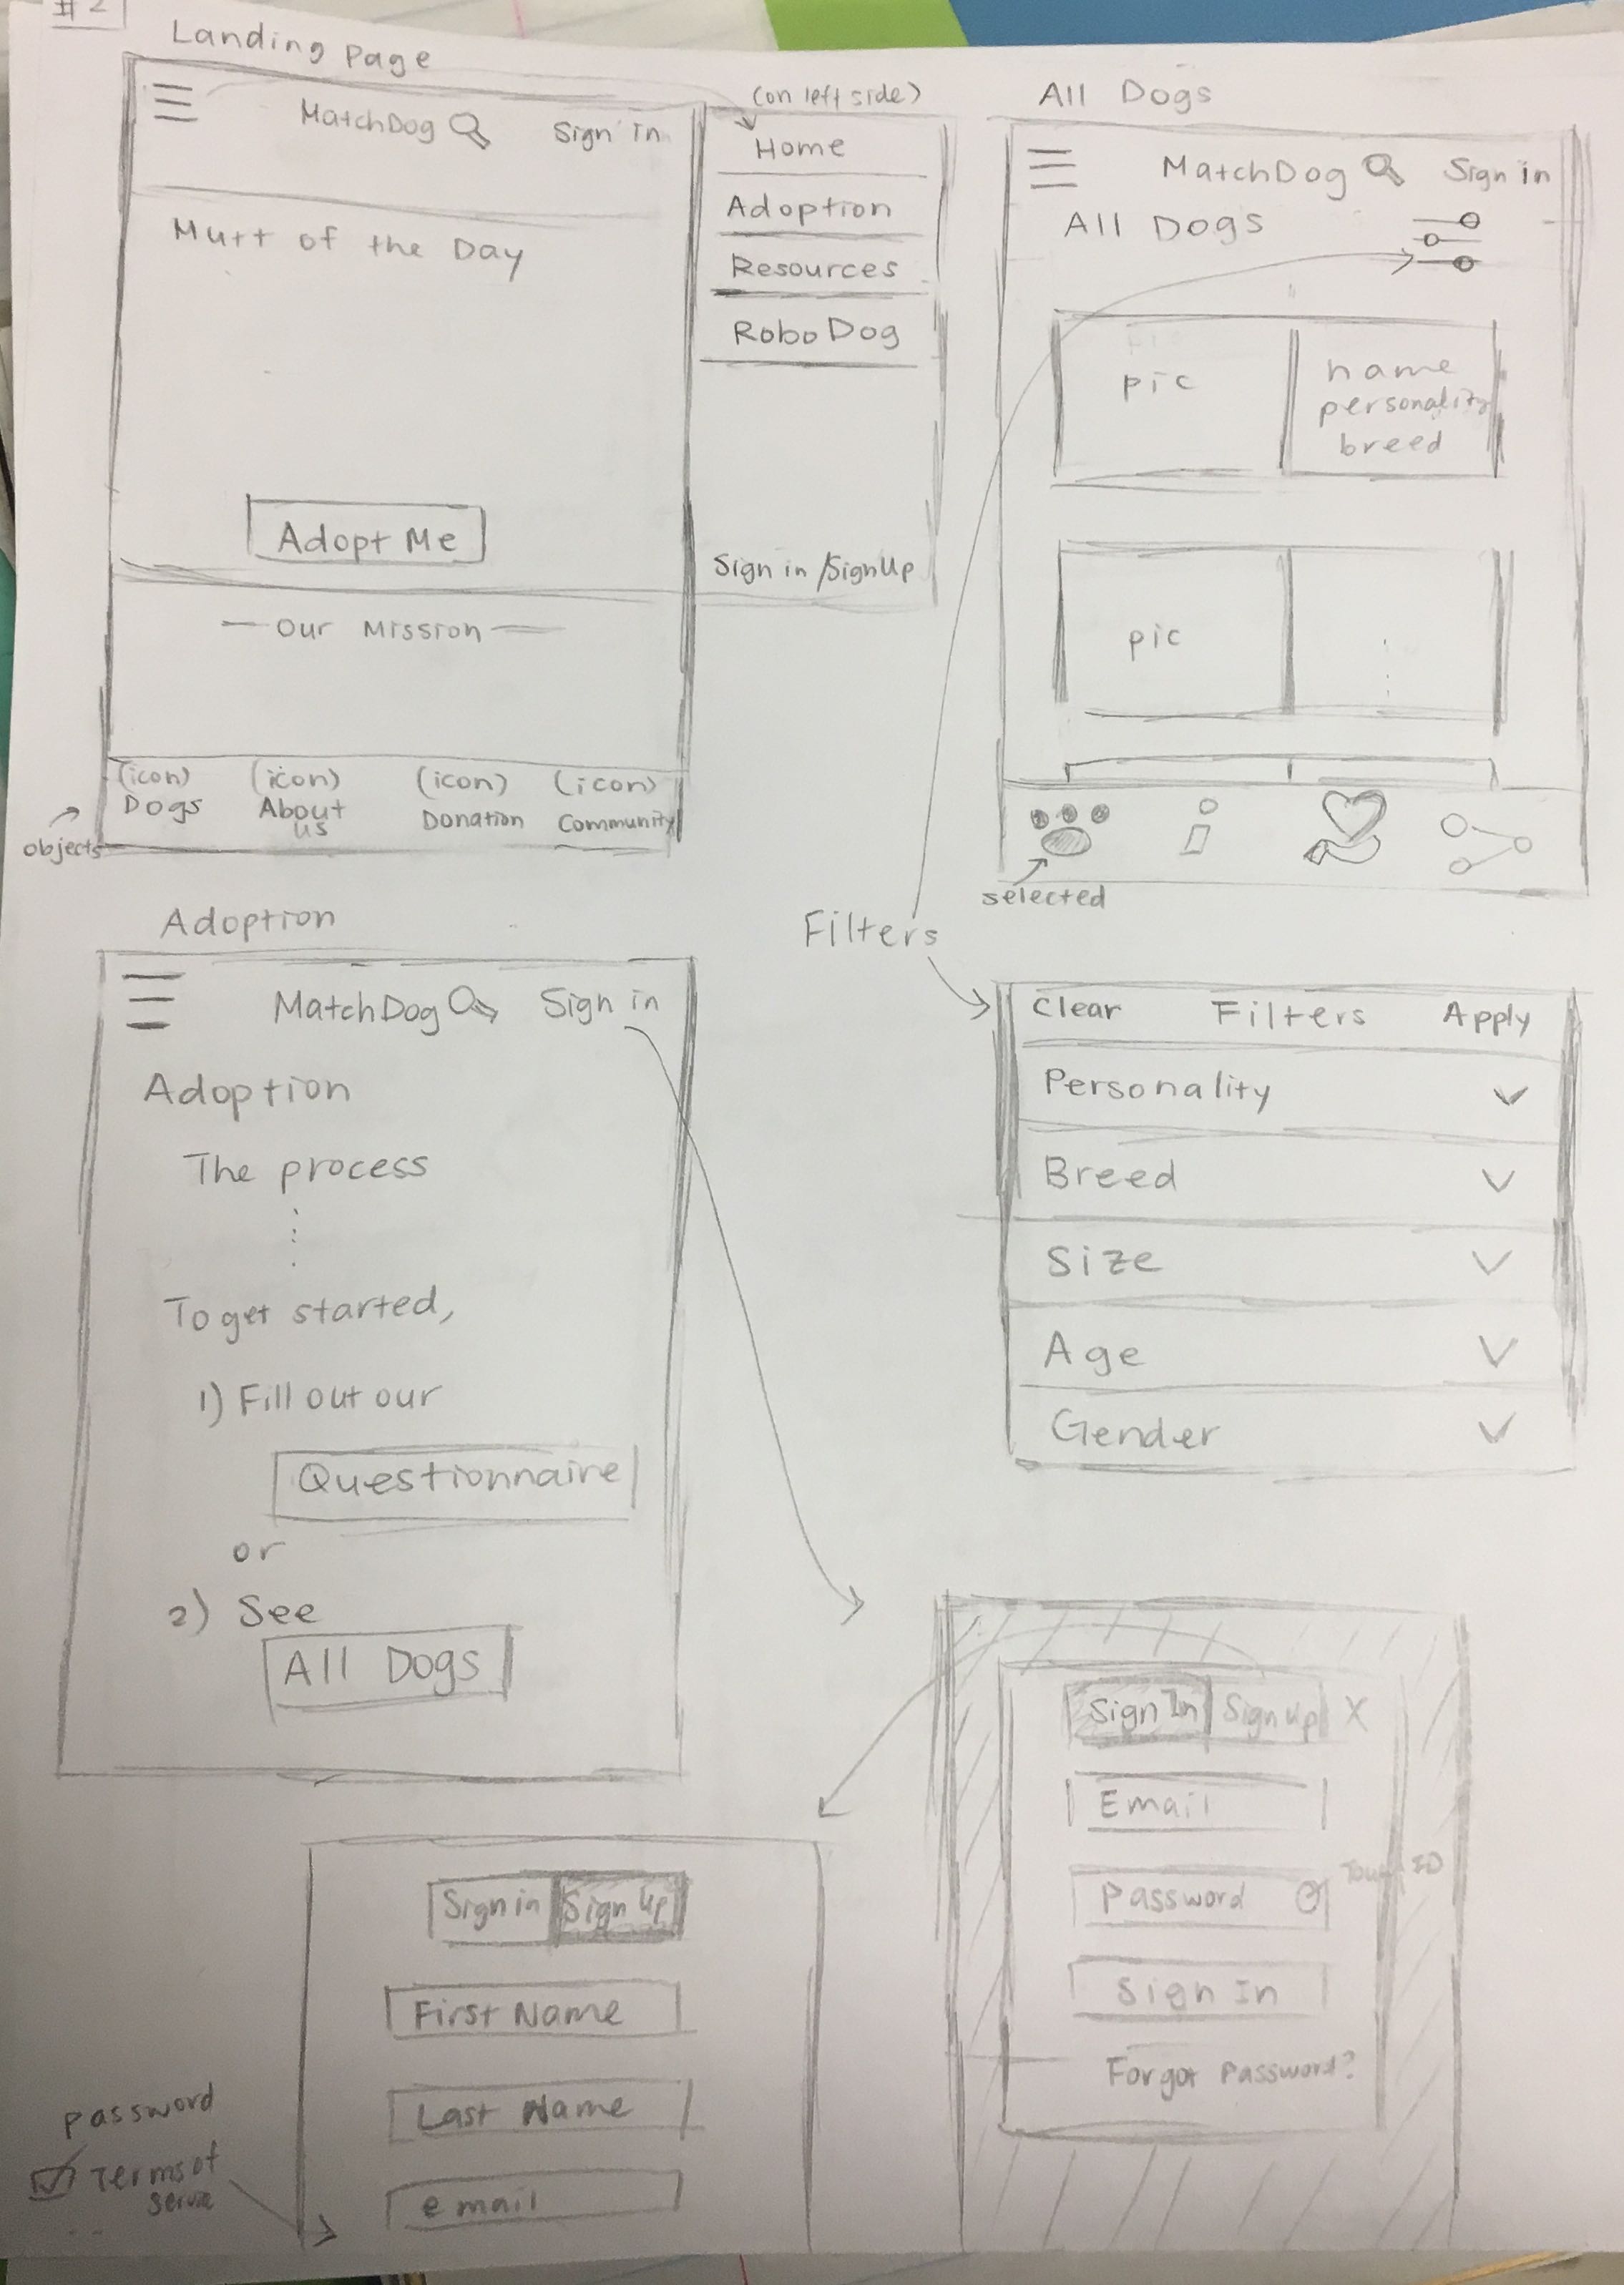 #2
Landing Page
MatchDog
Sign in
Mutt of the Day
Adopt Me
Our Mission
(icon)
Dogs
(icon)
About
us
(icon)
Donation
(icon)
Community
objects
(on left side)
Home
Adoption
Resources
RoboDog
Sign in/SignUp
All Dogs
MatchDog
Sign in
All Dogs
pic
name
personality
breed
pic
selected
Filters
Adoption
MatchDog
Sign in
Adoption
The process
To get started,
1) Fill out our
Questionnaire
or
2) See
All Dogs
Clear Filters Apply
Personality
Breed
Size
Age
Gender
Sign In Sign Up X
Email
Password
Touch ID
Sign In
Forgot Password?
Sign in Sign Up
First Name
Last Name
email
password
Terms of